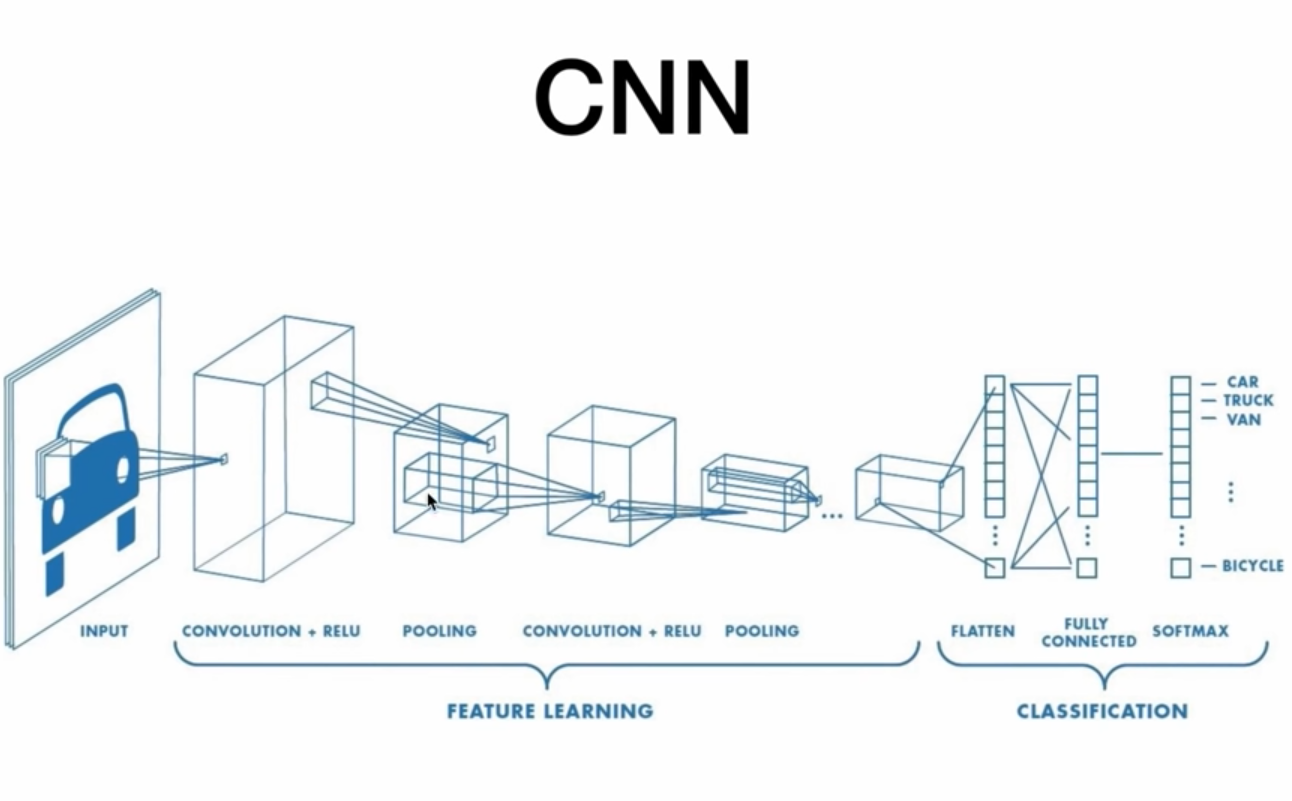 CNN
CAR
TRUCK
VAN
BICYCLE
INPUT
CONVOLUTION + RELU
POOLING
CONVOLUTION + RELU
POOLING
FLATTEN
FULLY
CONNECTED
SOFTMAX
FEATURE LEARNING
CLASSIFICATION